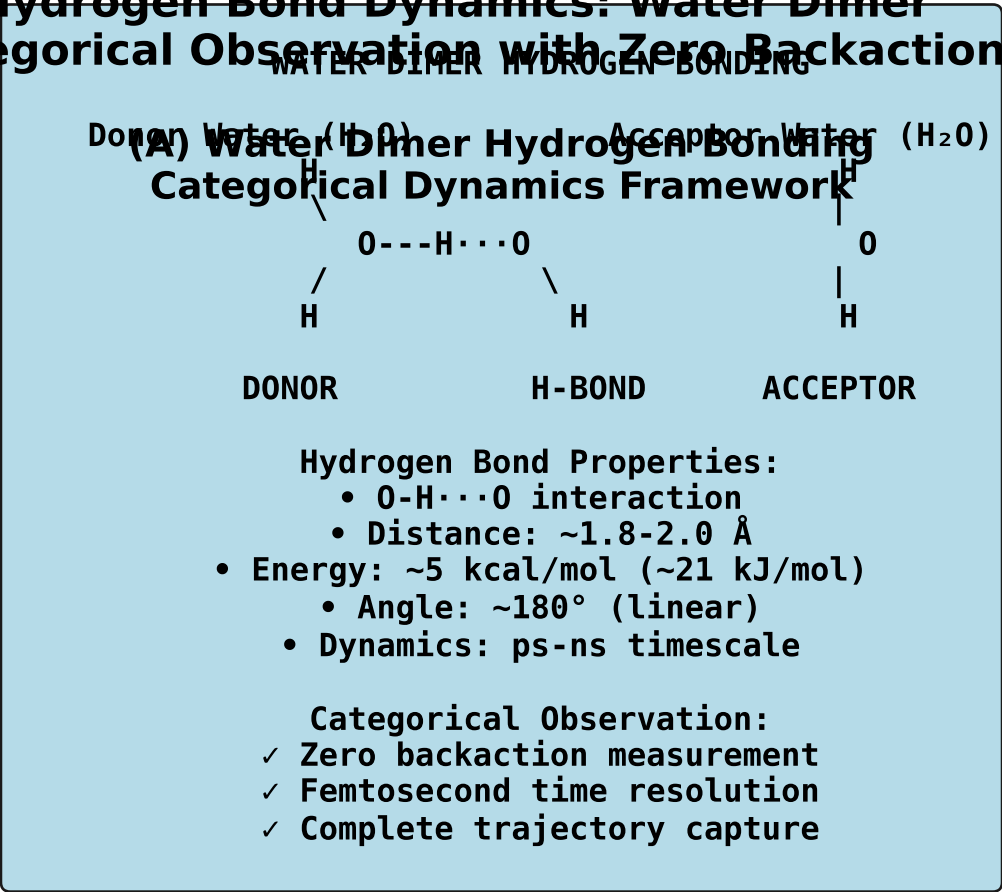 ydrogen Bond Dynamics: Water Dimer
egorical Observation with Zero Backaction
WATER DIMER HYDROGEN BONDING
Donor Water (H₂O) Acceptor Water (H₂O)
(A) Water Dimer Hydrogen Bonding
H H
Categorical Dynamics Framework
\ |
O---H···O O
/ \ |
H H H
DONOR H-BOND ACCEPTOR
Hydrogen Bond Properties:
• O-H···O interaction
• Distance: ~1.8-2.0 Å
• Energy: ~5 kcal/mol (~21 kJ/mol)
• Angle: ~180° (linear)
• Dynamics: ps-ns timescale
Categorical Observation:
✓ Zero backaction measurement
✓ Femtosecond time resolution
✓ Complete trajectory capture